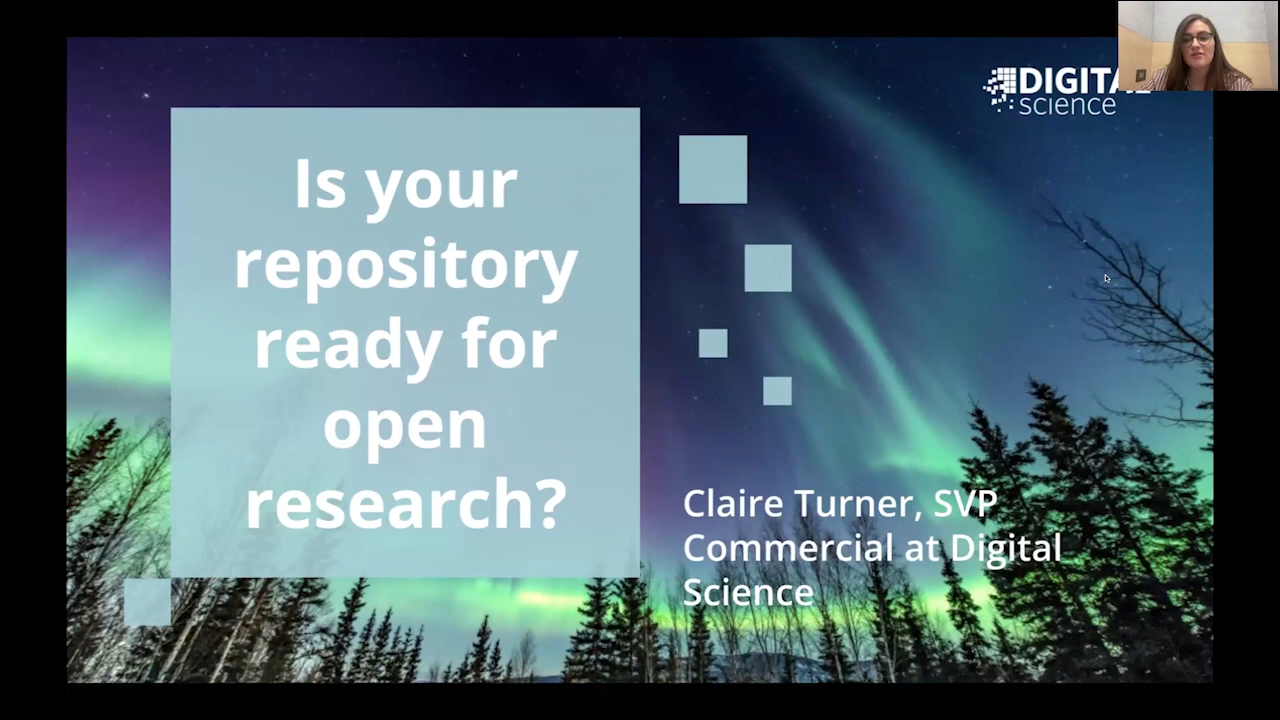 Is your
repository
ready for
open
research?
DIGITAL
science
Claire Turner, SVP
Commercial at Digital
Science